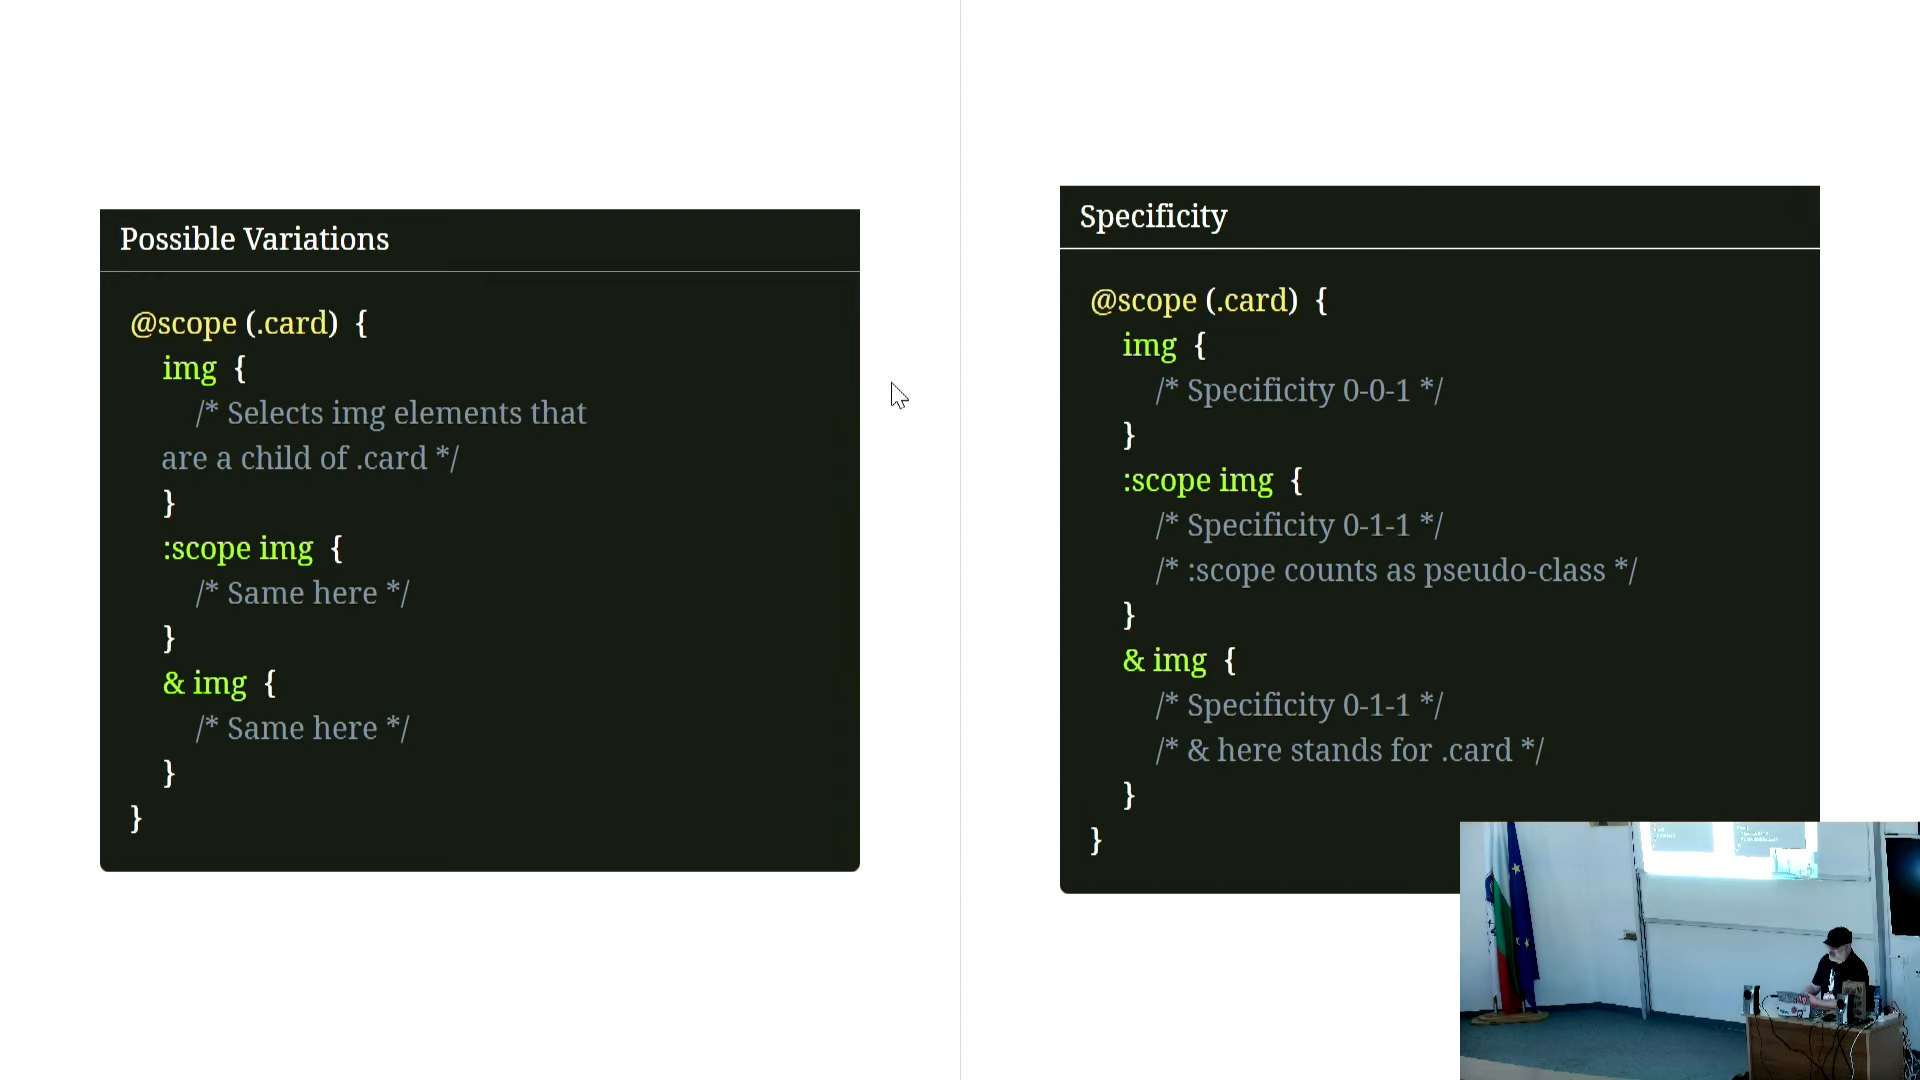 Possible Variations
@scope (.card) {
img {
/* Selects img elements that
are a child of .card */
}
:scope img {
/* Same here */
}
& img {
/* Same here */
}
}
Specificity
@scope (.card) {
img {
/* Specificity 0-0-1 */
}
:scope img {
/* Specificity 0-1-1 */
/* :scope counts as pseudo-class */
}
& img {
/* Specificity 0-1-1 */
/* & here stands for .card */
}
}